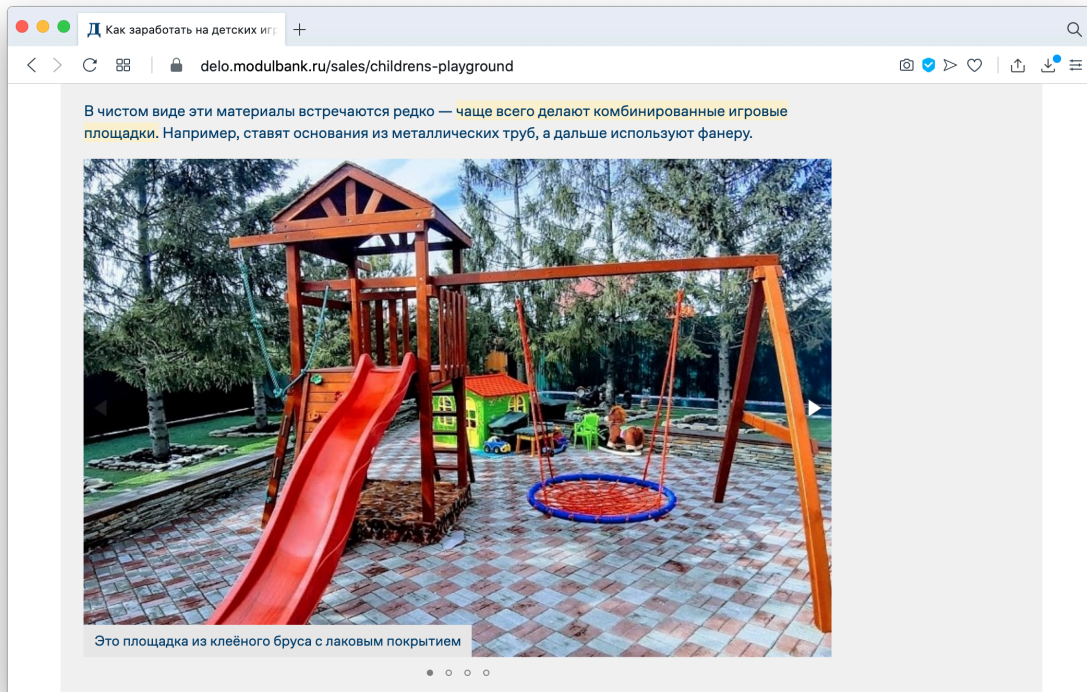 Как заработать на детских игр
delo.modulbank.ru/sales/childrens-playground
В чистом виде эти материалы встречаются редко — чаще всего делают комбинированные игровые
площадки. Например, ставят основания из металлических труб, а дальше используют фанеру.
Это площадка из клеёного бруса с лаковым покрытием